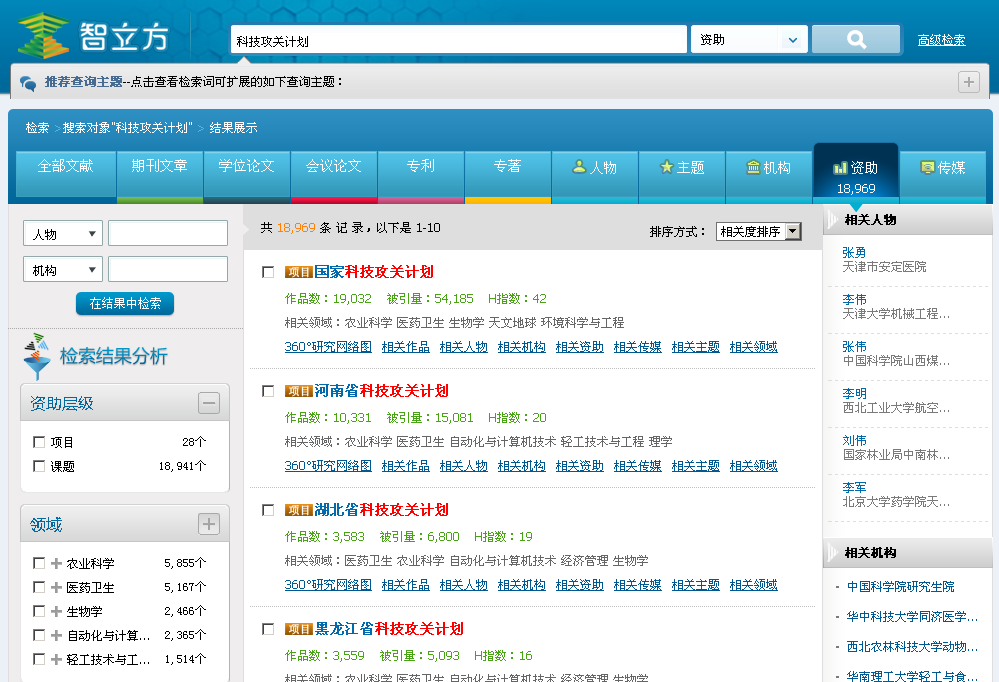 智立方
科技攻关计划
资助
高级检索
推荐查询主题--点击查看检索词可扩展的如下查询主题：
检索 >搜索对象"科技攻关计划" > 结果展示
全部文献
期刊文章
学位论文
会议论文
专利
专著
人物
主题
机构
资助
18,969
传媒
人物
机构
在结果中检索
检索结果分析
资助层级
项目 28个
课题 18,941个
领域
农业科学 5,855个
医药卫生 5,167个
生物学 2,466个
自动化与计算... 2,365个
轻工技术与工... 1,514个
共 18,969 条 记 录，以下是 1-10
排序方式： 相关度排序
项目 国家科技攻关计划
作品数：19,032 被引量：54,185 H指数：42
相关领域：农业科学 医药卫生 生物学 天文地球 环境科学与工程
360°研究网络图 相关作品 相关人物 相关机构 相关资助 相关传媒 相关主题 相关领域
项目 河南省科技攻关计划
作品数：10,331 被引量：15,081 H指数：20
相关领域：农业科学 医药卫生 自动化与计算机技术 轻工技术与工程 理学
360°研究网络图 相关作品 相关人物 相关机构 相关资助 相关传媒 相关主题 相关领域
项目 湖北省科技攻关计划
作品数：3,583 被引量：6,800 H指数：19
相关领域：医药卫生 农业科学 自动化与计算机技术 经济管理 生物学
360°研究网络图 相关作品 相关人物 相关机构 相关资助 相关传媒 相关主题 相关领域
项目 黑龙江省科技攻关计划
作品数：3,559 被引量：5,093 H指数：16
相关领域：农业科学 医药卫生 自动化与计算机技术 经济管理 生物学
相关人物
张勇
天津市安定医院
李伟
天津大学机械工程...
张伟
中国科学院山西煤...
李明
西北工业大学航空...
刘伟
国家林业局中南林...
李军
北京大学药学院天...
相关机构
中国科学院研究生院
华中科技大学同济医学...
西北农林科技大学动物...
华南理工大学轻工与食...